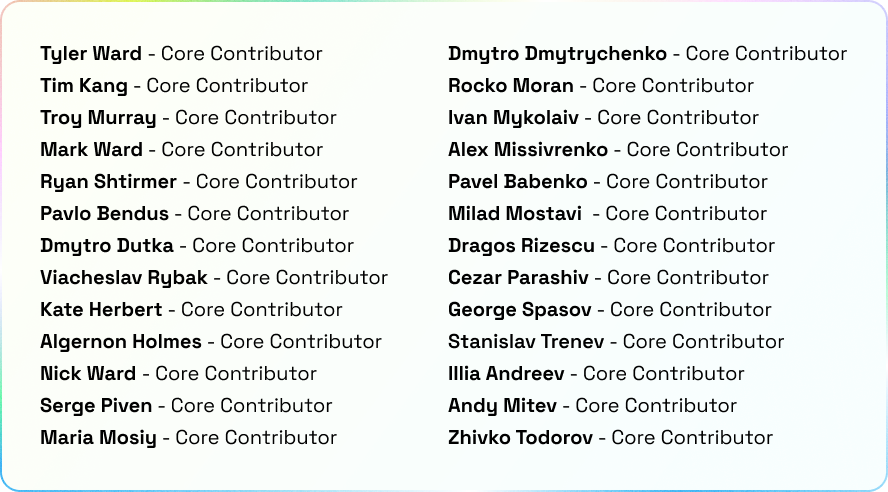 Tyler Ward - Core Contributor
Tim Kang - Core Contributor
Troy Murray - Core Contributor
Mark Ward - Core Contributor
Ryan Shtirmer - Core Contributor
Pavlo Bendus - Core Contributor
Dmytro Dutka - Core Contributor
Viacheslav Rybak - Core Contributor
Kate Herbert - Core Contributor
Algernon Holmes - Core Contributor
Nick Ward - Core Contributor
Serge Piven - Core Contributor
Maria Mosiy - Core Contributor
Dmytro Dmytrychenko - Core Contributor
Rocko Moran - Core Contributor
Ivan Mykolaiv - Core Contributor
Alex Missivrenko - Core Contributor
Pavel Babenko - Core Contributor
Milad Mostavi - Core Contributor
Dragos Rizescu - Core Contributor
Cezar Parashiv - Core Contributor
George Spasov - Core Contributor
Stanislav Trenev - Core Contributor
Illia Andreev - Core Contributor
Andy Mitev - Core Contributor
Zhivko Todorov - Core Contributor